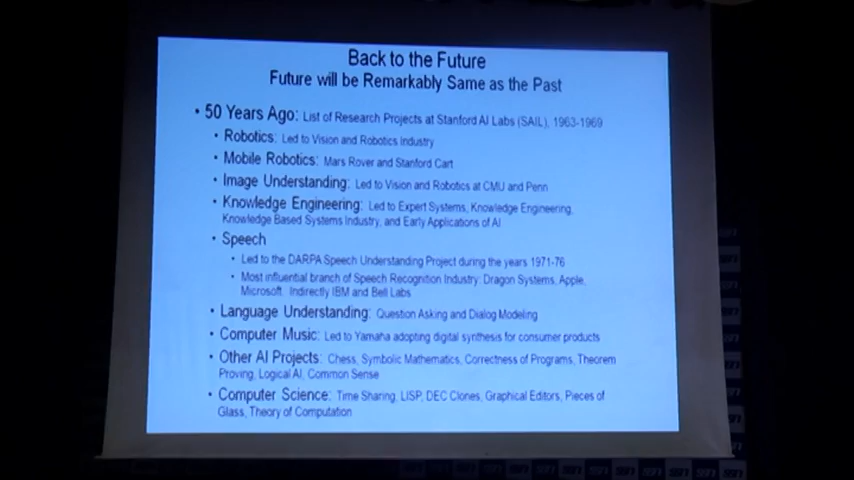 Back to the Future
Future will be Remarkably Same as the Past
• 50 Years Ago: List of Research Projects at Stanford AI Labs (SAIL), 1963-1969
• Robotics: Led to Vision and Robotics Industry
• Mobile Robotics: Mars Rover and Stanford Cart
• Image Understanding: Led to Vision and Robotics at CMU and Penn
• Knowledge Engineering: Led to Expert Systems, Knowledge Engineering,
Knowledge Based Systems Industry, and Early Applications of AI
• Speech
• Led to the DARPA Speech Understanding Project during the years 1971-76
• Most influential branch of Speech Recognition Industry: Dragon Systems, Apple,
Microsoft. Indirectly IBM and Bell Labs
• Language Understanding: Question Asking and Dialog Modeling
• Computer Music: Led to Yamaha adopting digital synthesis for consumer products
• Other AI Projects: Chess, Symbolic Mathematics, Correctness of Programs, Theorem
Proving, Logical AI, Common Sense
• Computer Science: Time Sharing, LISP, DEC Clones, Graphical Editors, Pieces of
Glass, Theory of Computation